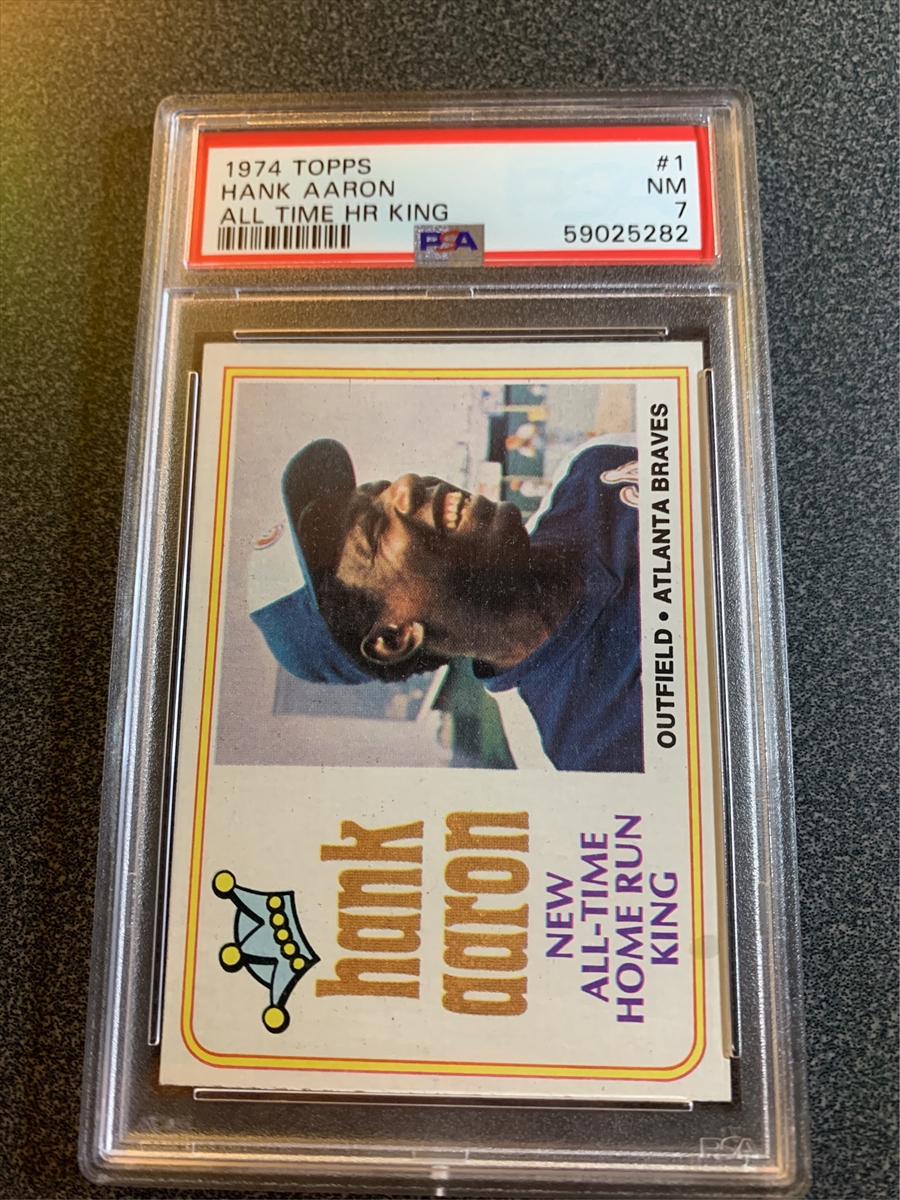 1974 TOPPS
HANK AARON
ALL TIME HR KING
#1
NM
7
59025282
PSA
hank
aaron
NEW
ALL-TIME
HOME RUN
KING
OUTFIELD • ATLANTA BRAVES
PSA